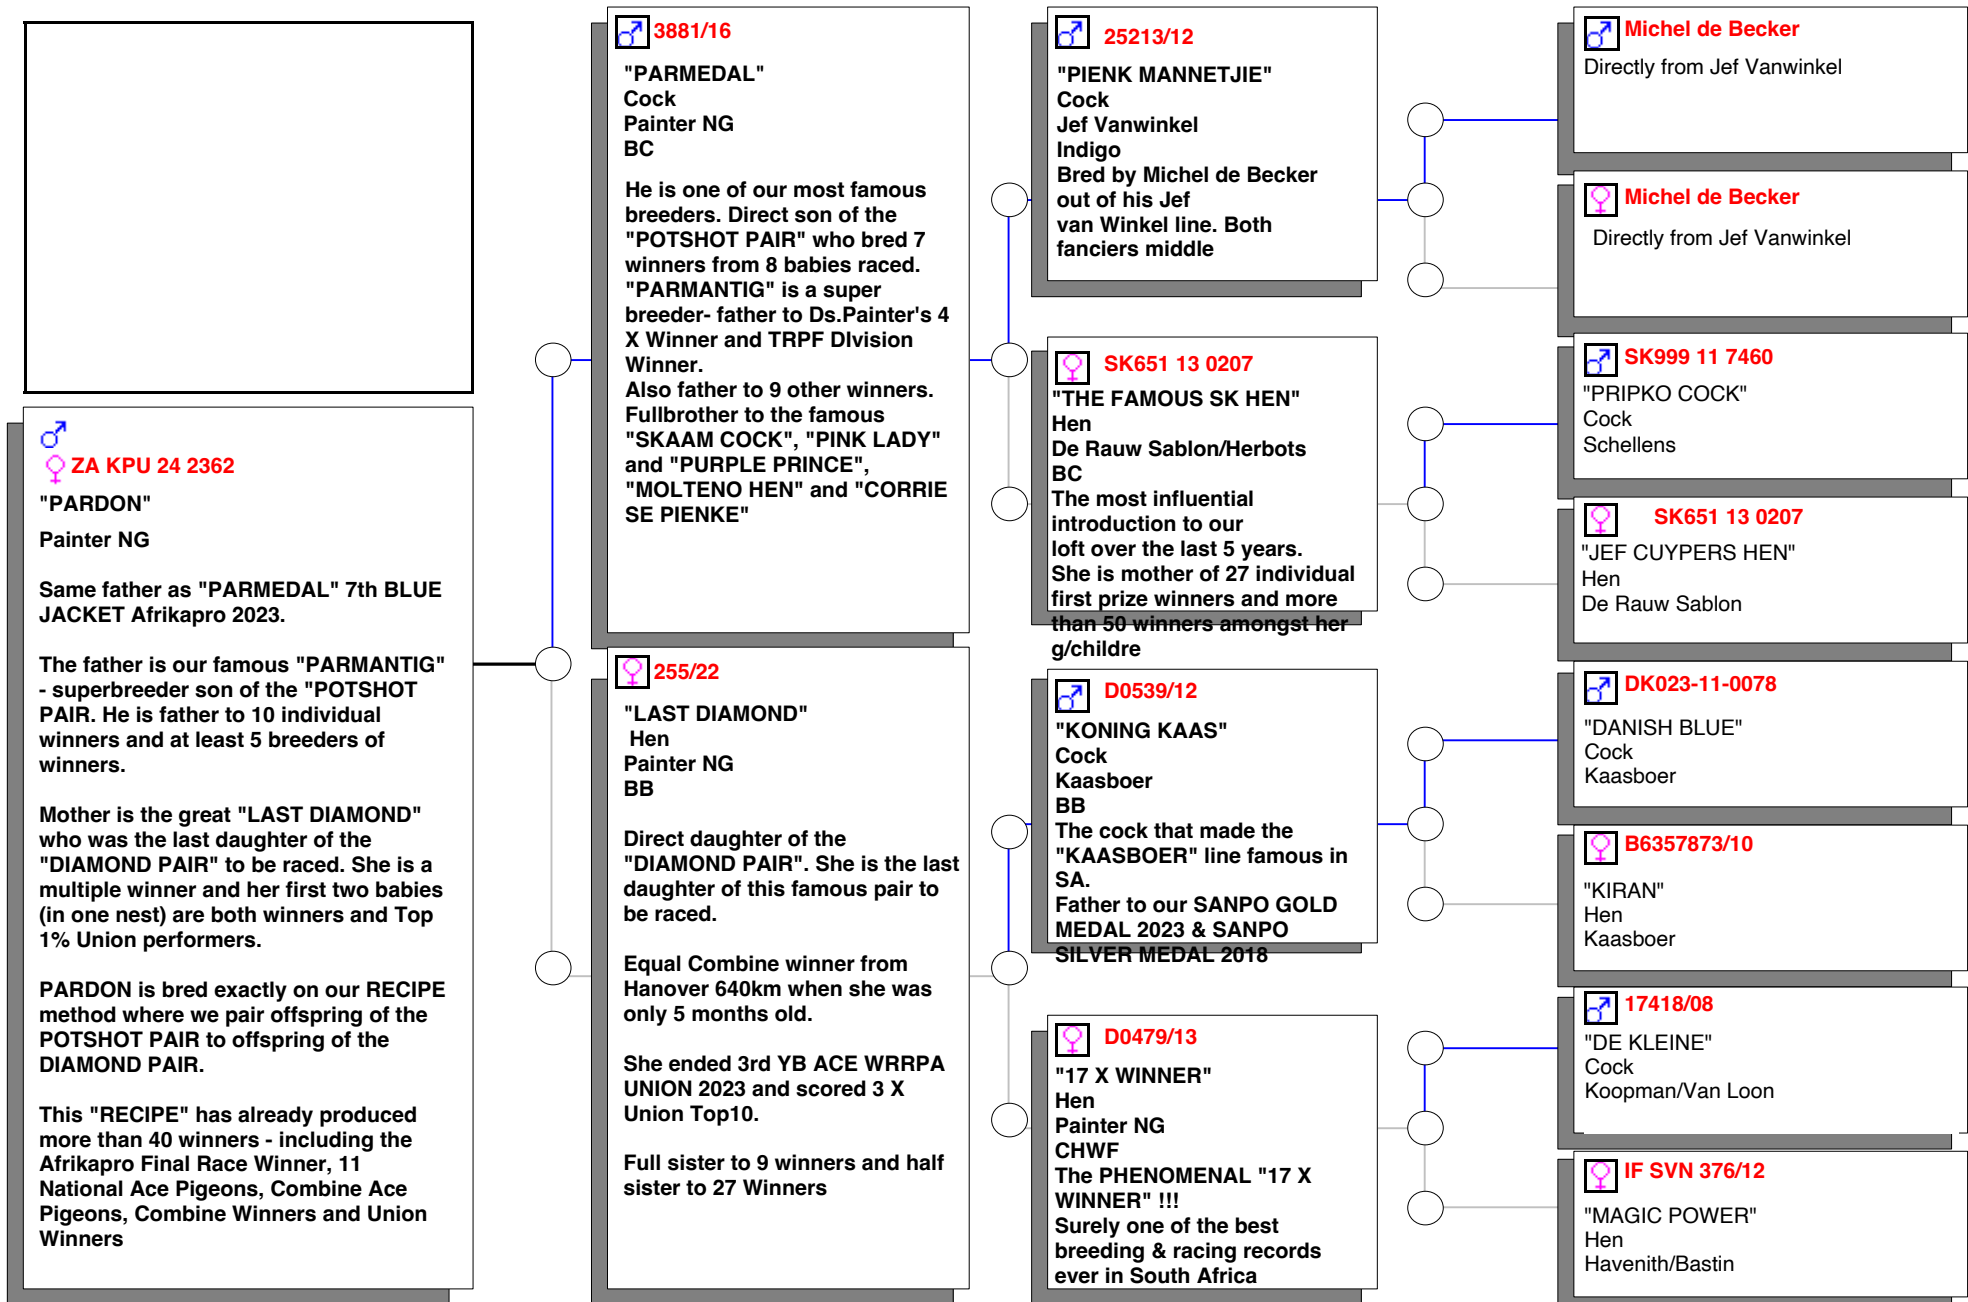 ZA KPU 24 2362
"PARDON"
Painter NG
Same father as "PARMEDAL" 7th BLUE
JACKET Afrikapro 2023.
The father is our famous "PARMANTIG"
- superbreeder son of the "POTSHOT
PAIR. He is father to 10 individual
winners and at least 5 breeders of
winners.
Mother is the great "LAST DIAMOND"
who was the last daughter of the
"DIAMOND PAIR" to be raced. She is a
multiple winner and her first two babies
(in one nest) are both winners and Top
1% Union performers.
PARDON is bred exactly on our RECIPE
method where we pair offspring of the
POTSHOT PAIR to offspring of the
DIAMOND PAIR.
This "RECIPE" has already produced
more than 40 winners - including the
Afrikapro Final Race Winner, 11
National Ace Pigeons, Combine Ace
Pigeons, Combine Winners and Union
Winners
3881/16
"PARMEDAL"
Cock
Painter NG
BC
He is one of our most famous
breeders. Direct son of the
"POTSHOT PAIR" who bred 7
winners from 8 babies raced.
"PARMANTIG" is a super
breeder- father to Ds.Painter's 4
X Winner and TRPF DIvision
Winner.
Also father to 9 other winners.
Fullbrother to the famous
"SKAAM COCK", "PINK LADY"
and "PURPLE PRINCE",
"MOLTENO HEN" and "CORRIE
SE PIENKE"
255/22
"LAST DIAMOND"
Hen
Painter NG
BB
Direct daughter of the
"DIAMOND PAIR". She is the last
daughter of this famous pair to
be raced.
Equal Combine winner from
Hanover 640km when she was
only 5 months old.
She ended 3rd YB ACE WRRPA
UNION 2023 and scored 3 X
Union Top10.
Full sister to 9 winners and half
sister to 27 Winners
25213/12
"PIENK MANNETJIE"
Cock
Jef Vanwinkel
Indigo
Bred by Michel de Becker
out of his Jef
van Winkel line. Both
fanciers middle
SK651 13 0207
"THE FAMOUS SK HEN"
Hen
De Rauw Sablon/Herbots
BC
The most influential
introduction to our
loft over the last 5 years.
She is mother of 27 individual
first prize winners and more
than 50 winners amongst her
g/childre
D0539/12
"KONING KAAS"
Cock
Kaasboer
BB
The cock that made the
"KAASBOER" line famous in
SA.
Father to our SANPO GOLD
MEDAL 2023 & SANPO
SILVER MEDAL 2018
D0479/13
"17 X WINNER"
Hen
Painter NG
CHWF
The PHENOMENAL "17 X
WINNER" !!!
Surely one of the best
breeding & racing records
ever in South Africa
Michel de Becker
Directly from Jef Vanwinkel
Michel de Becker
Directly from Jef Vanwinkel
SK999 11 7460
"PRIPKO COCK"
Cock
Schellens
SK651 13 0207
"JEF CUYPERS HEN"
Hen
De Rauw Sablon
DK023-11-0078
"DANISH BLUE"
Cock
Kaasboer
B6357873/10
"KIRAN"
Hen
Kaasboer
17418/08
"DE KLEINE"
Cock
Koopman/Van Loon
IF SVN 376/12
"MAGIC POWER"
Hen
Havenith/Bastin